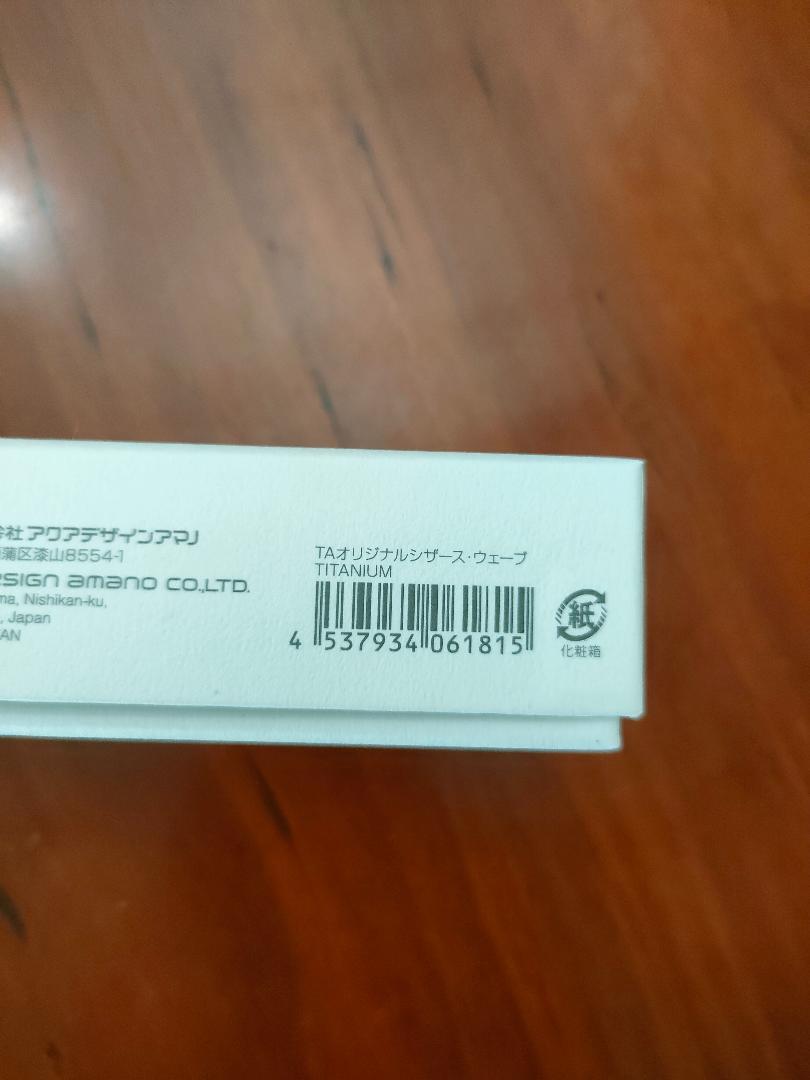 会社 アクアデザインアマノ
蒲区漆山8554-1
ESIGN amano CO.,LTD.
ma, Nishikan-ku,
, Japan
AN
TAオリジナルシザース・ウェーブ
TITANIUM
4 537934 061815
紙
化粧箱